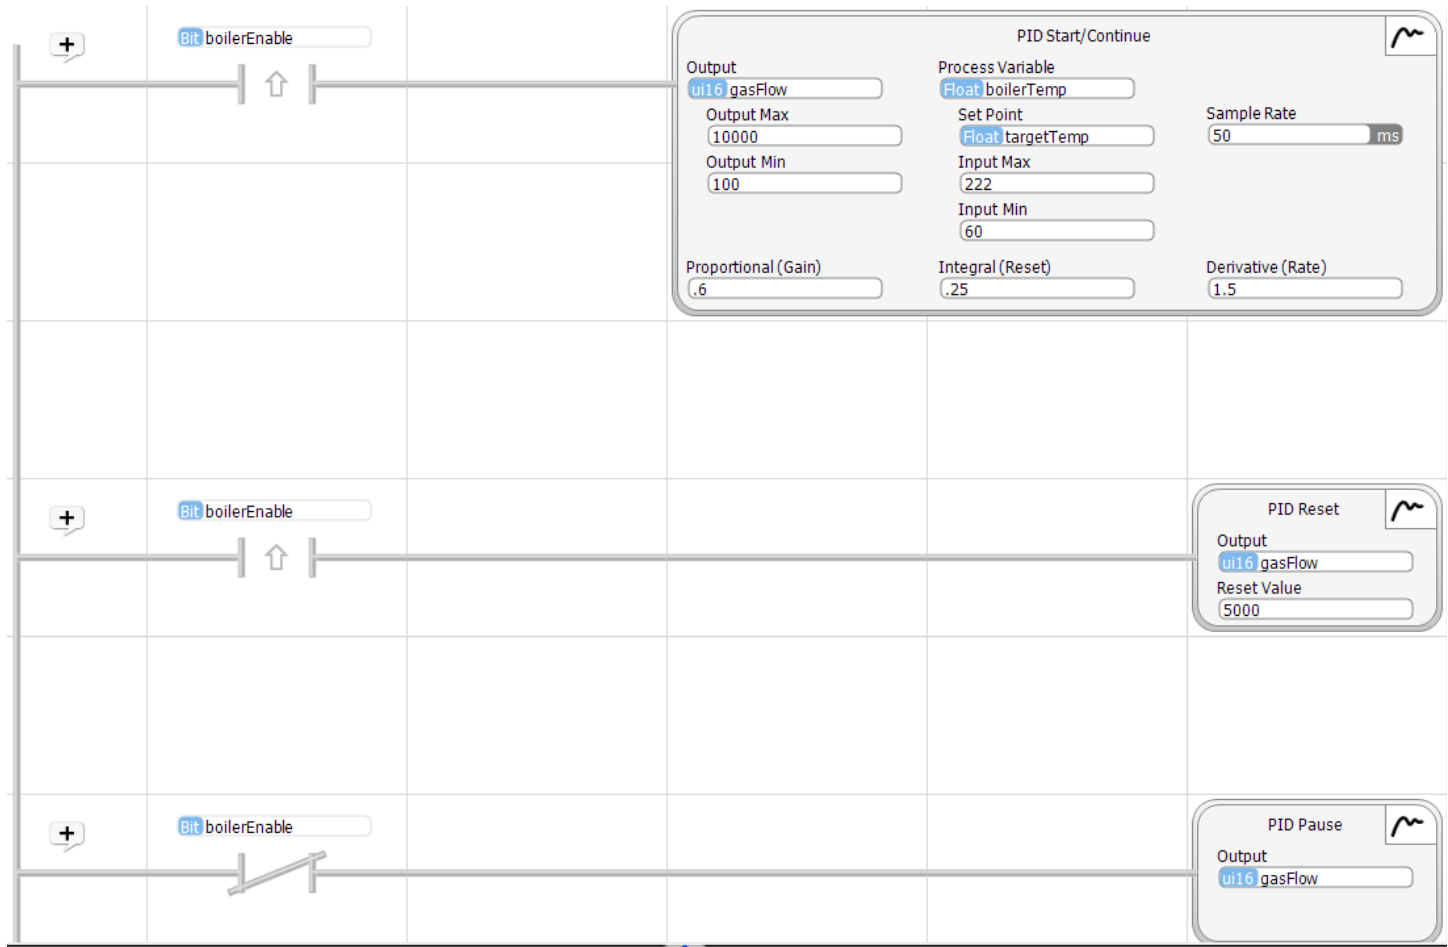 Bit boilerEnable
PID Start/Continue
Output
ui16 gasFlow
Output Max
10000
Output Min
100
Process Variable
Float boilerTemp
Set Point
Float targetTemp
Input Max
222
Input Min
60
Sample Rate
50 ms
Proportional (Gain)
.6
Integral (Reset)
.25
Derivative (Rate)
1.5
Bit boilerEnable
PID Reset
Output
ui16 gasFlow
Reset Value
5000
Bit boilerEnable
PID Pause
Output
ui16 gasFlow